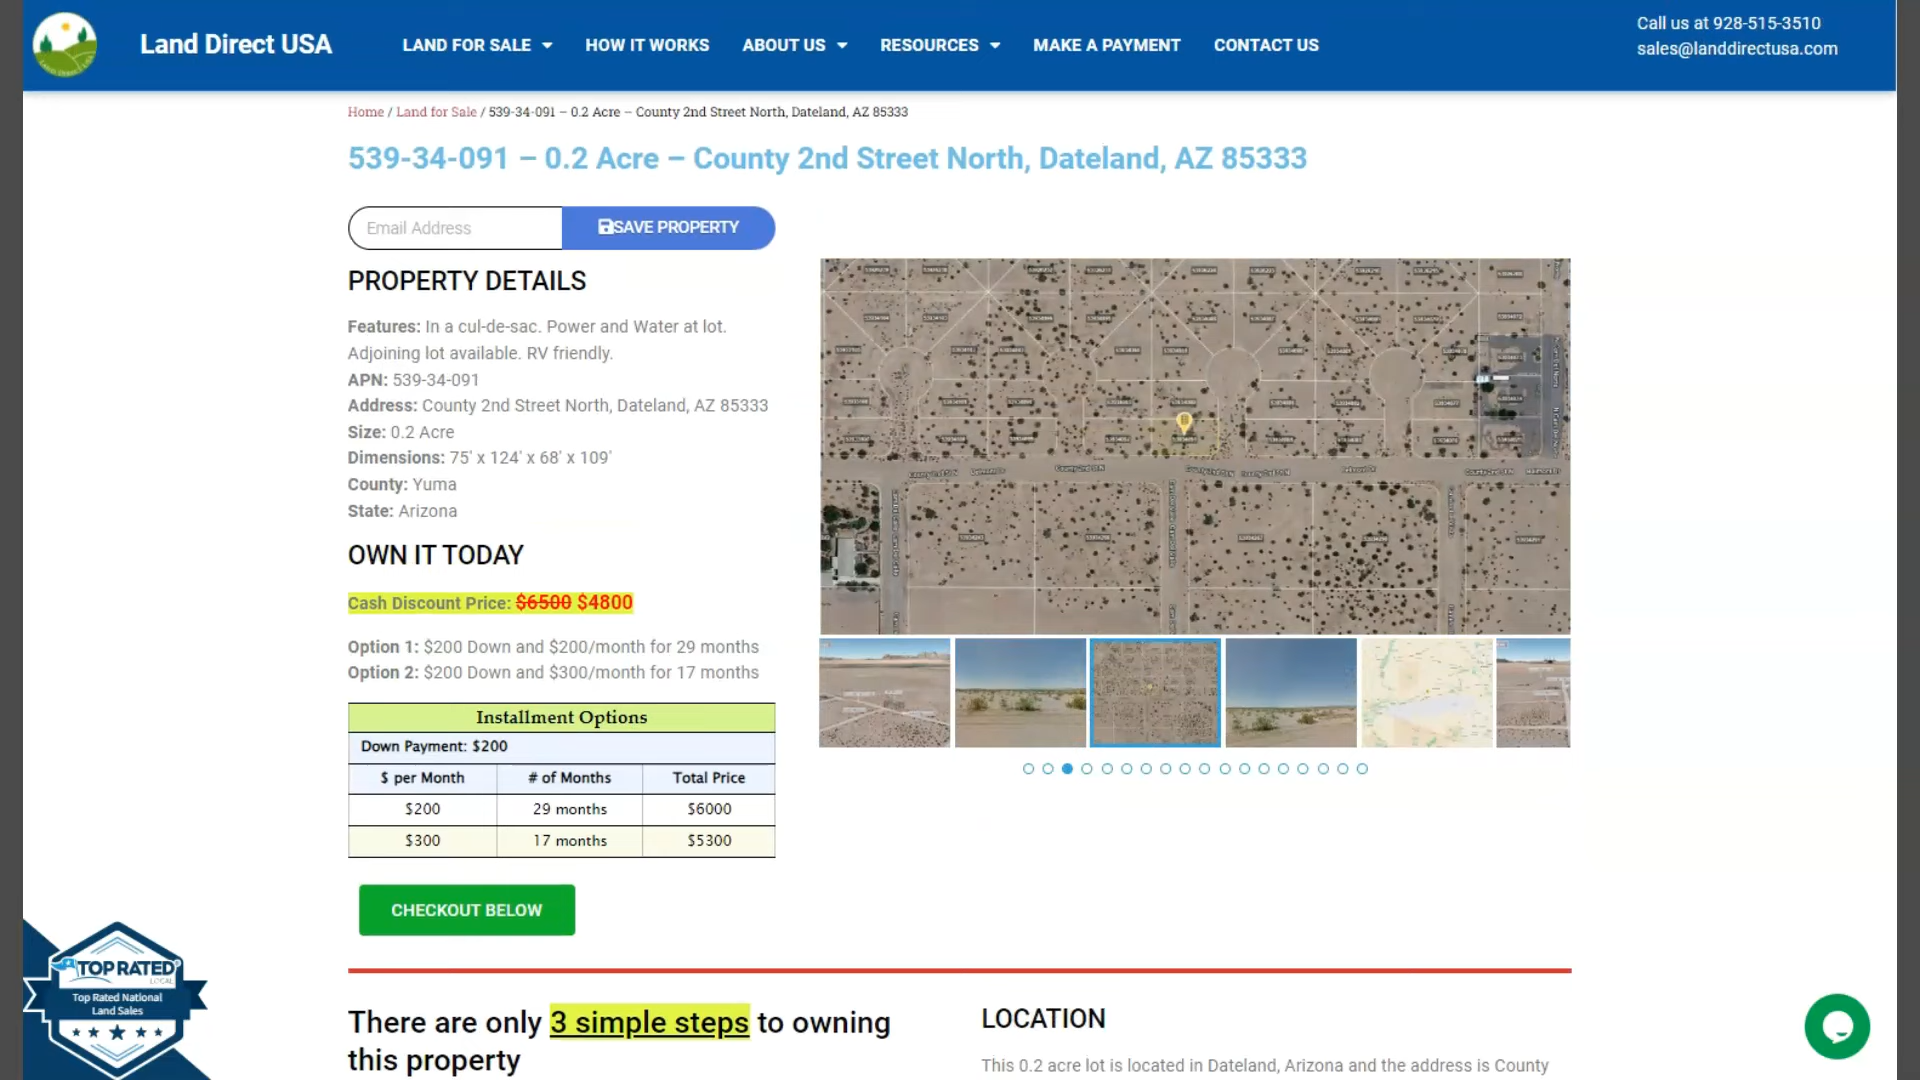 Land Direct USA
LAND FOR SALE
HOW IT WORKS
ABOUT US
RESOURCES
MAKE A PAYMENT
CONTACT US
Call us at 928-515-3510
sales@landdirectusa.com
Home / Land for Sale / 539-34-091 – 0.2 Acre – County 2nd Street North, Dateland, AZ 85333
539-34-091 – 0.2 Acre – County 2nd Street North, Dateland, AZ 85333
Email Address
SAVE PROPERTY
PROPERTY DETAILS
Features: In a cul-de-sac. Power and Water at lot.
Adjoining lot available. RV friendly.
APN: 539-34-091
Address: County 2nd Street North, Dateland, AZ 85333
Size: 0.2 Acre
Dimensions: 75' x 124' x 68' x 109'
County: Yuma
State: Arizona
OWN IT TODAY
Cash Discount Price: $6500 $4800
Option 1: $200 Down and $200/month for 29 months
Option 2: $200 Down and $300/month for 17 months
Installment Options
Down Payment: $200
$ per Month # of Months Total Price
$200 29 months $6000
$300 17 months $5300
CHECKOUT BELOW
TOP RATED
LOCAL
Top Rated National
Land Sales
There are only 3 simple steps to owning
this property
LOCATION
This 0.2 acre lot is located in Dateland, Arizona and the address is County